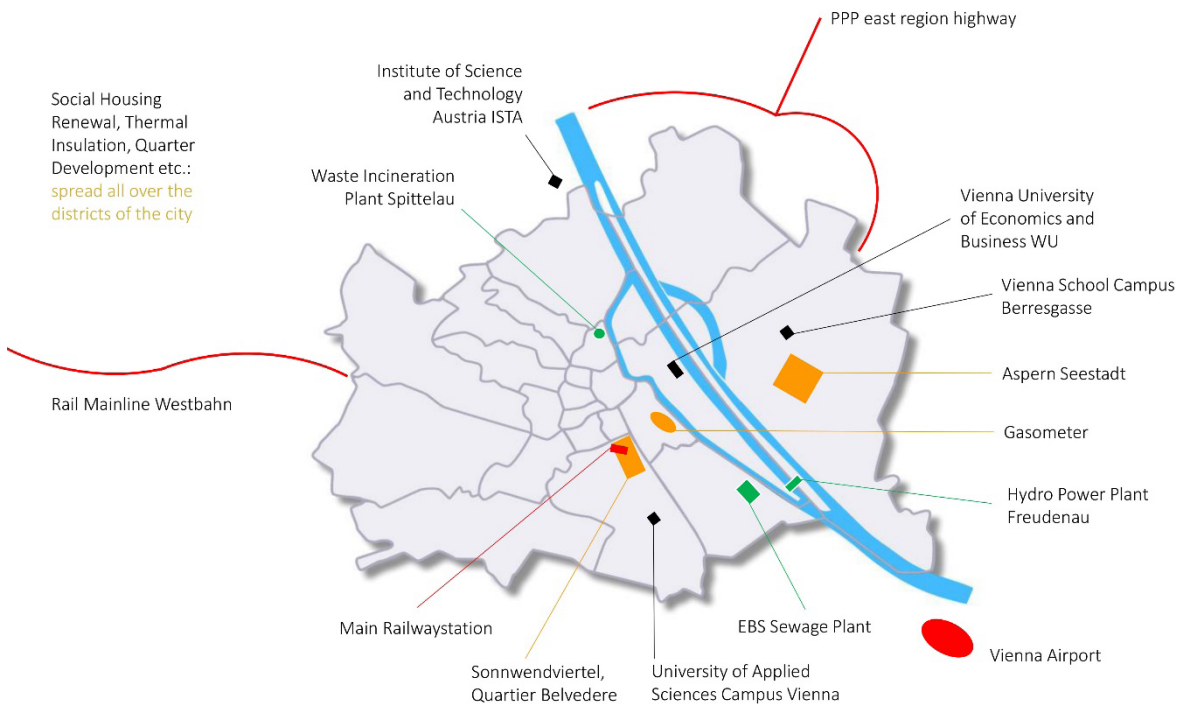 PPP east region highway
Institute of Science
and Technology
Austria ISTA
Social Housing
Renewal, Thermal
Insulation, Quarter
Development etc.:
spread all over the
districts of the city
Waste Incineration
Plant Spittelau
Vienna University
of Economics and
Business WU
Vienna School Campus
Berresgasse
Aspern Seestadt
Rail Mainline Westbahn
Gasometer
Hydro Power Plant
Freudenau
Main Railwaystation
EBS Sewage Plant
Vienna Airport
Sonnwendviertel,
Quartier Belvedere
University of Applied
Sciences Campus Vienna